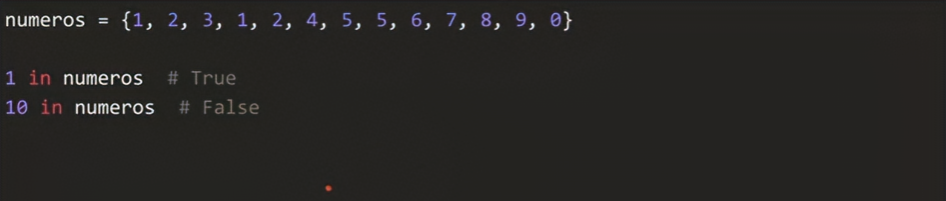 numeros = {1, 2, 3, 1, 2, 4, 5, 5, 6, 7, 8, 9, 0}
1 in numeros  # True
10 in numeros  # False